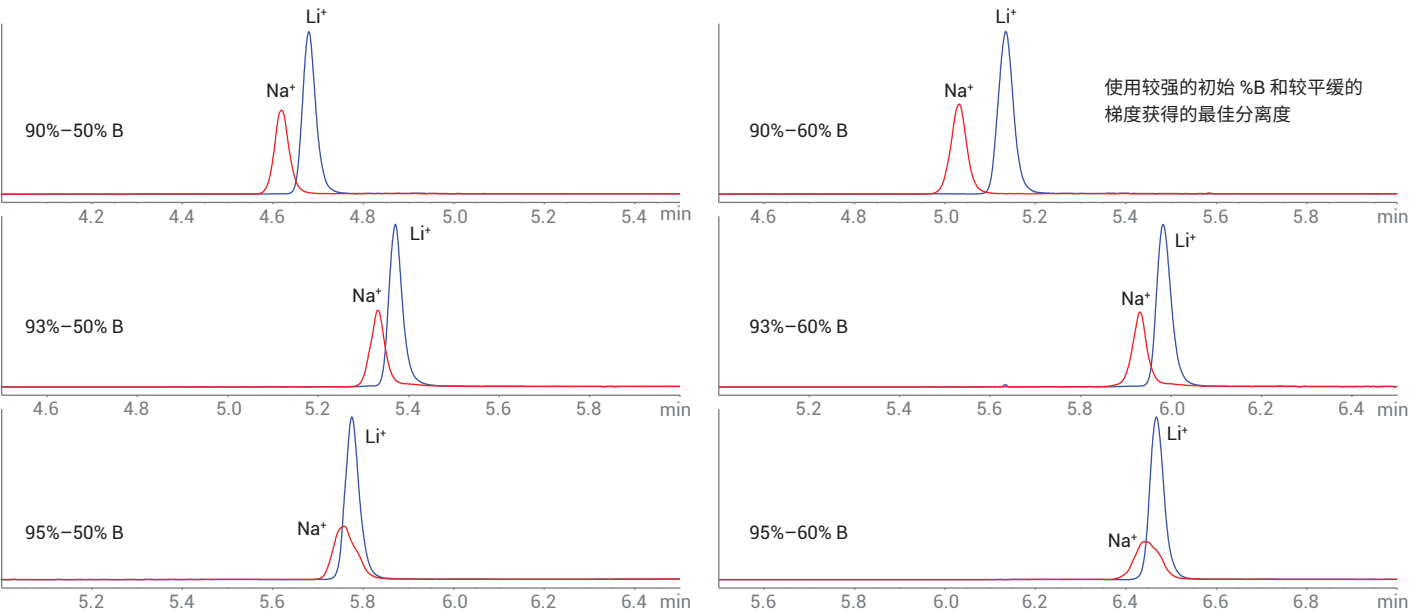 Li⁺
Na⁺
90%–50% B
4.2 4.4 4.6 4.8 5.0 5.2 5.4 min
Li⁺
Na⁺
使用较强的初始 %B 和较平缓的
梯度获得的最佳分离度
90%–60% B
4.6 4.8 5.0 5.2 5.4 5.6 5.8 min
Li⁺
Na⁺
93%–50% B
4.6 4.8 5.0 5.2 5.4 5.6 5.8 min
Li⁺
Na⁺
93%–60% B
5.2 5.4 5.6 5.8 6.0 6.2 6.4 min
Li⁺
Na⁺
95%–50% B
5.2 5.4 5.6 5.8 6.0 6.2 6.4 min
Li⁺
Na⁺
95%–60% B
5.6 5.8 6.0 6.2 6.4 6.6 6.8 min